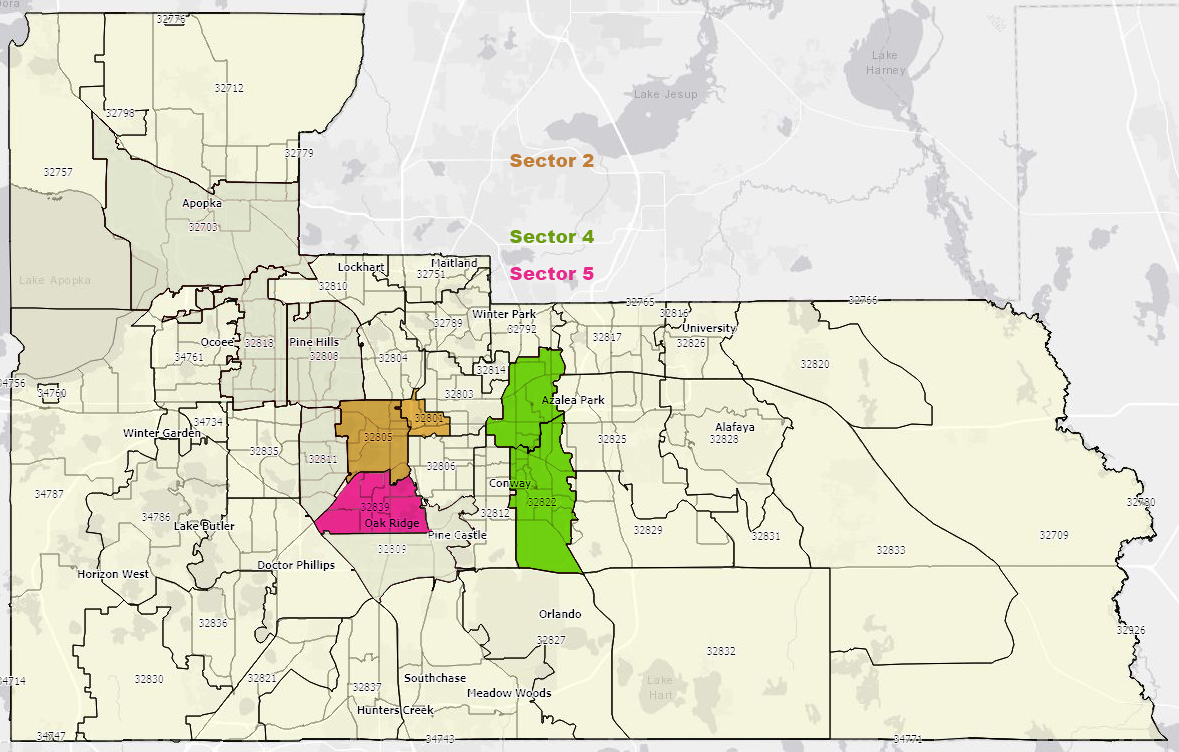 32776
32712
Lake
Harney
Lake Jesup
32798
32779
Sector 2
32757
Apopka
32703
Sector 4
Lockhart
Maitland
32751
Sector 5
Lake Apopka
32810
32765
32766
Winter Park
32816
32789
32792
University
32817
Ocoee
32818
Pine Hills
32826
34761
32808
32804
32820
32814
34756
34760
32803
Azalea Park
32801
34734
Winter Garden
32805
Alafaya
32825
32828
32835
32811
32806
34787
Conway
32822
32780
32839
32812
34786
Lake Butler
Oak Ridge
32829
Pine Castle
32831
32709
32809
32833
Doctor Phillips
Horizon West
Orlando
32836
32926
32827
32832
34714
32830
32821
Southchase
Lake
Hart
32837
Meadow Woods
Hunters Creek
34747
34743
34771